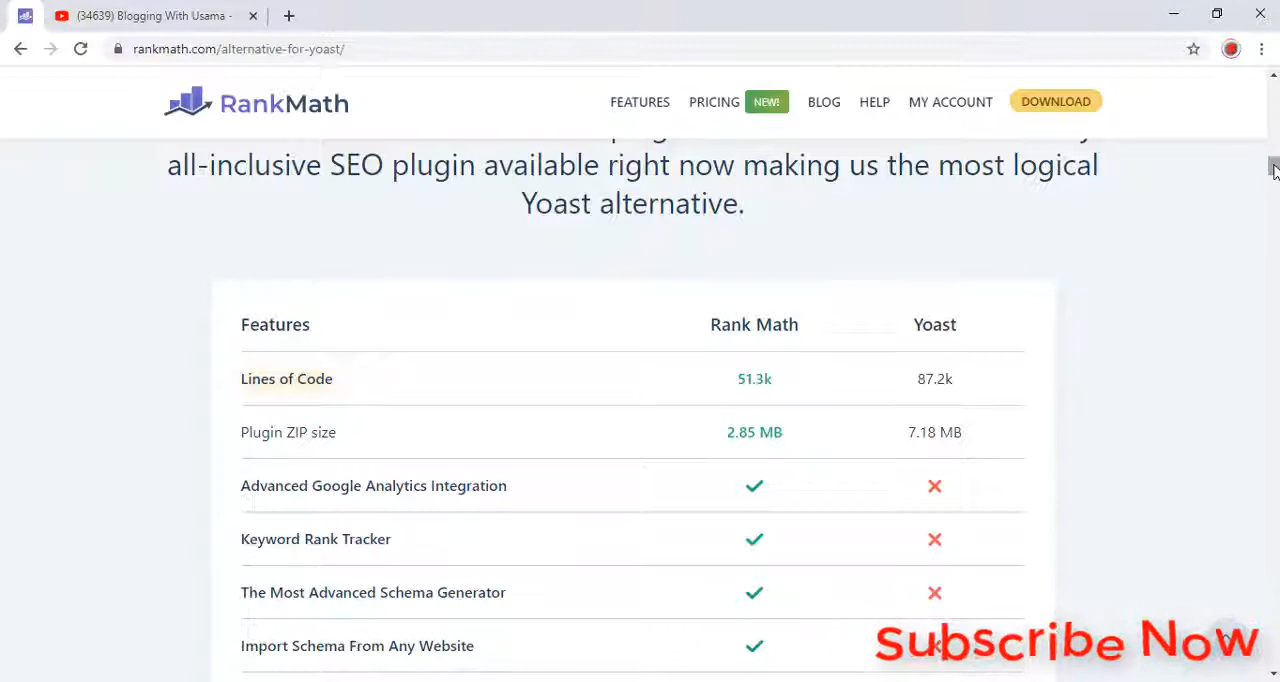 (34639) Blogging With Usama -
rankmath.com/alternative-for-yoast/
RankMath
FEATURES PRICING NEW! BLOG HELP MY ACCOUNT DOWNLOAD
all-inclusive SEO plugin available right now making us the most logical
Yoast alternative.
Features Rank Math Yoast
Lines of Code 51.3k 87.2k
Plugin ZIP size 2.85 MB 7.18 MB
Advanced Google Analytics Integration
Keyword Rank Tracker
The Most Advanced Schema Generator
Import Schema From Any Website
Subscribe Now